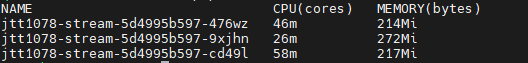 NAME CPU(cores) MEMORY(bytes)
jtt1078-stream-5d4995b597-476wz 46m 214Mi
jtt1078-stream-5d4995b597-9xjhn 26m 272Mi
jtt1078-stream-5d4995b597-cd49l 58m 217Mi